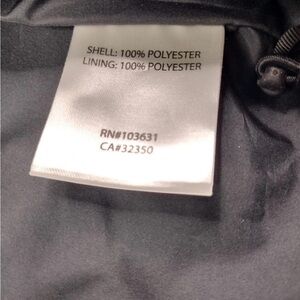 SHELL: 100% POLYESTER
LINING: 100% POLYESTER
RN#103631
CA#32350